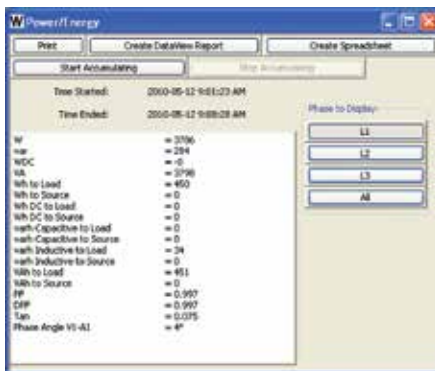 W Power/Energy
Print Create DataView Report Create Spreadsheet
Start Accumulating Stop Accumulating
Time Started: 2010-05-12 9:01:23 AM
Time Ended: 2010-05-12 9:08:28 AM
Phase to Display:
L1
L2
L3
All
W = 3786
var = 284
WDC = -0
VA = 3798
Wh to Load = 450
Wh to Source = 0
Wh DC to Load = 0
Wh DC to Source = 0
varh Capacitive to Load = 0
varh Capacitive to Source = 0
varh Inductive to Load = 34
varh Inductive to Source = 0
VAh to Load = 451
VAh to Source = 0
PF = 0.997
DPF = 0.997
Tan = 0.075
Phase Angle V1-A1 = 4°